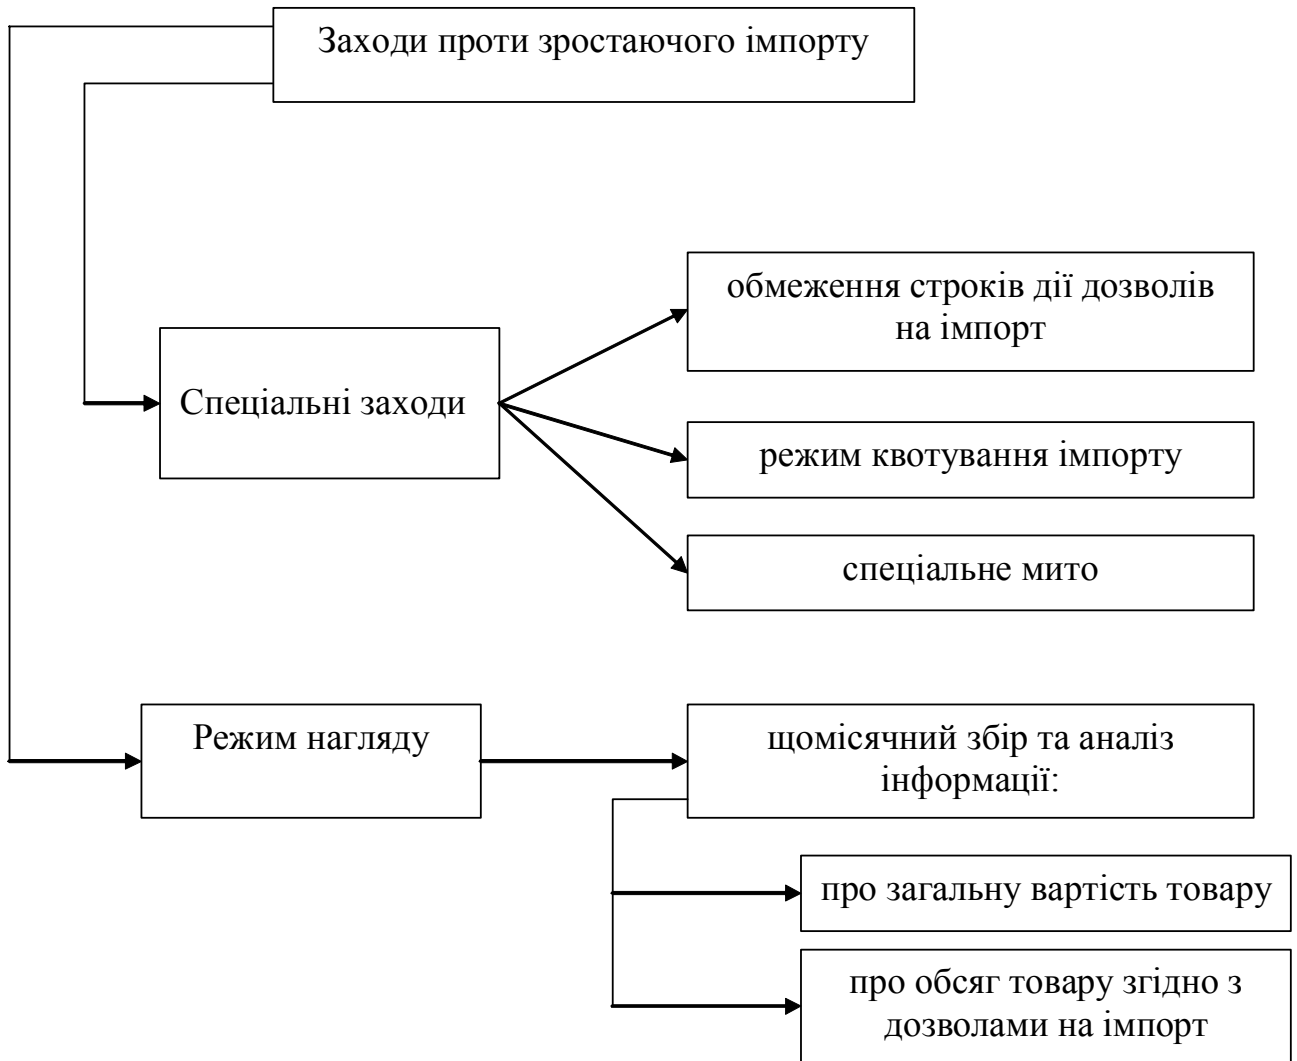 Заходи проти зростаючого імпорту
обмеження строків дії дозволів
на імпорт
Спеціальні заходи
режим квотування імпорту
спеціальне мито
Режим нагляду
щомісячний збір та аналіз
інформації:
про загальну вартість товару
про обсяг товару згідно з
дозволами на імпорт